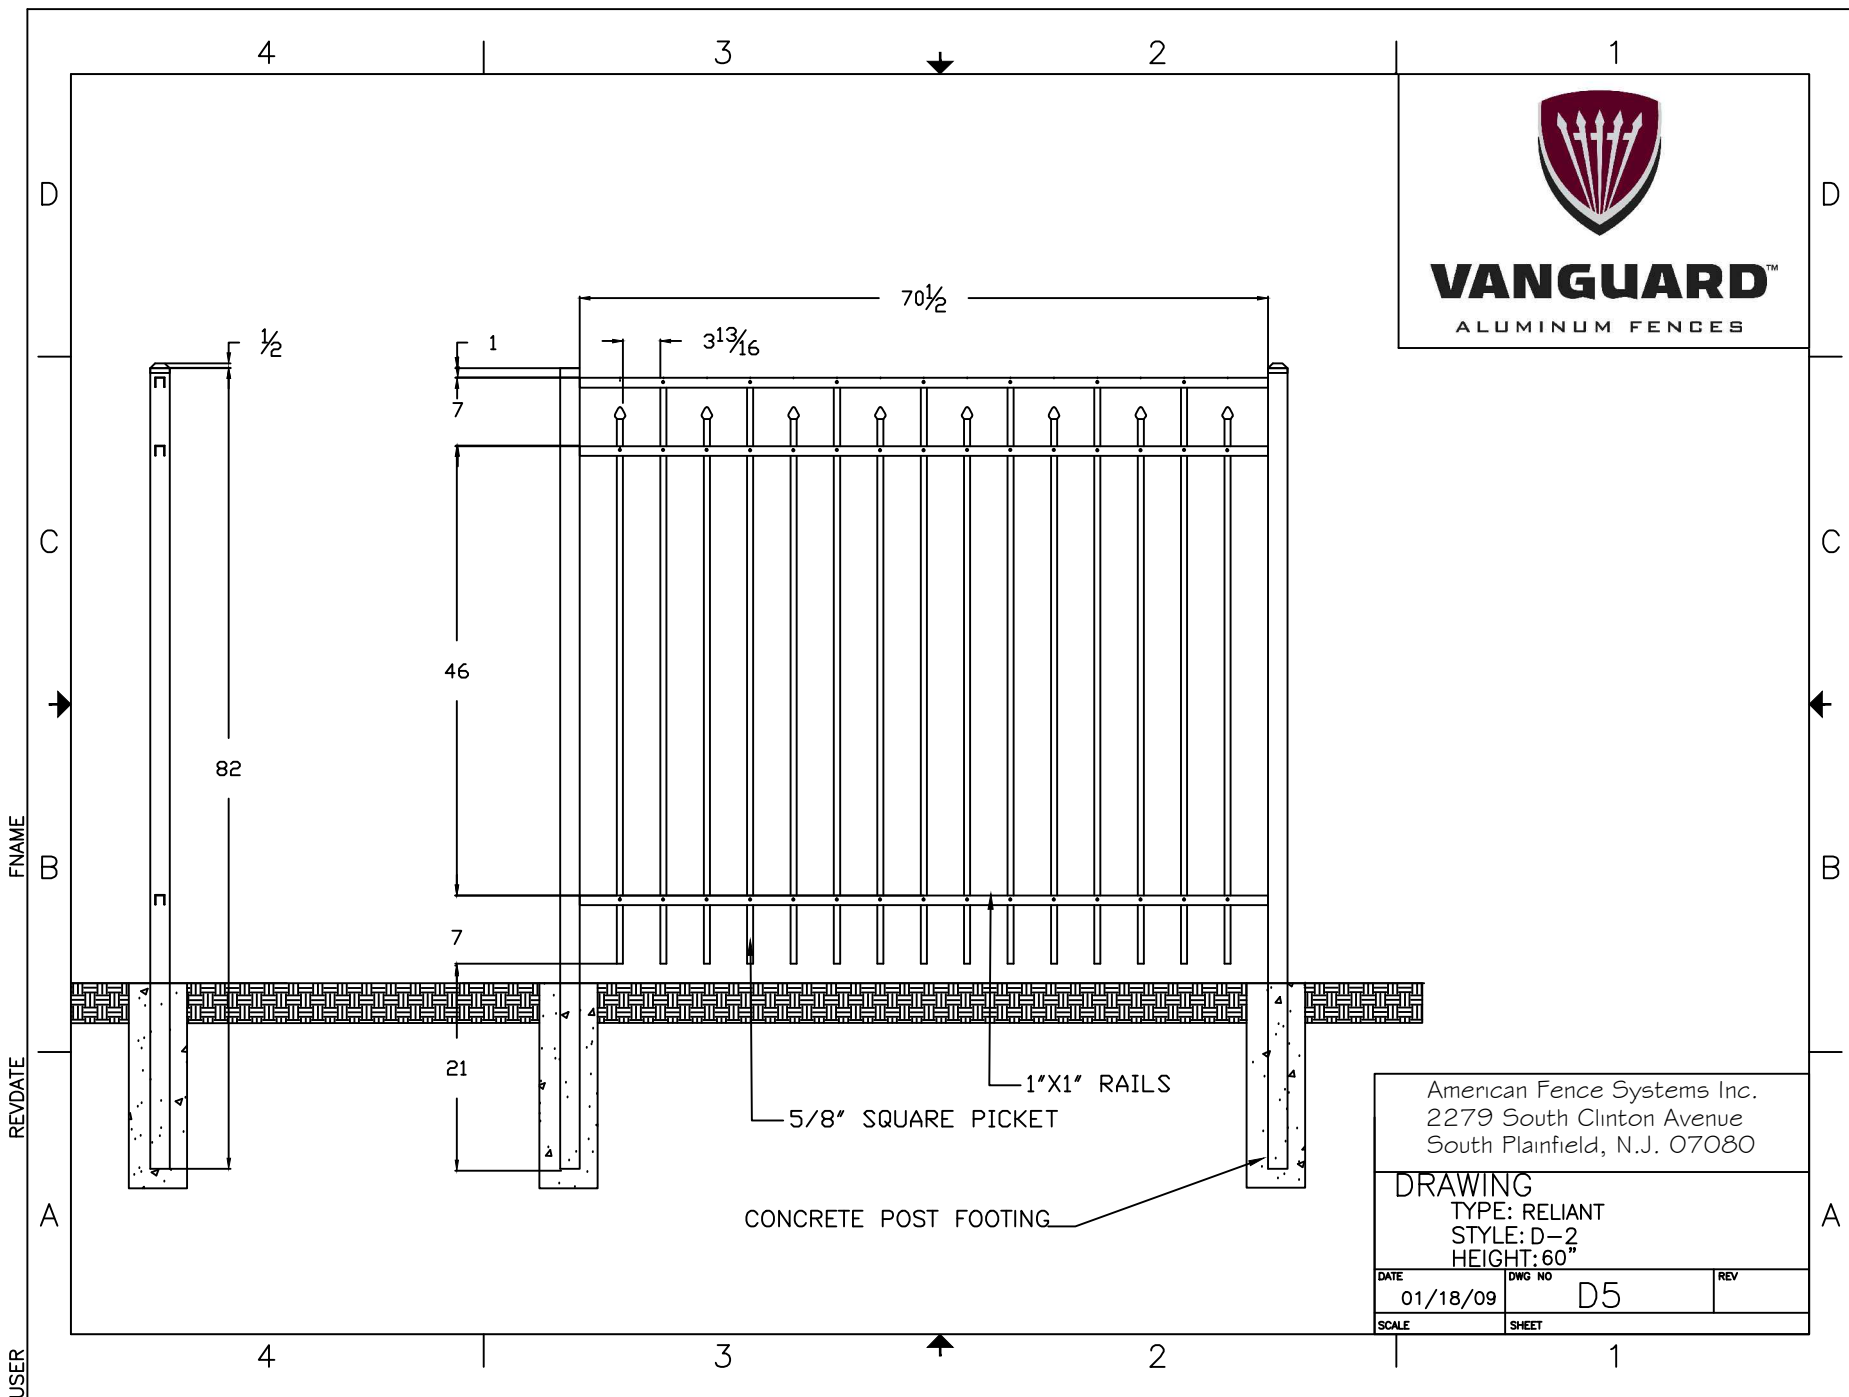 4 3 2 1
D D
VANGUARD™
ALUMINUM FENCES
70½
½
1
3 13/16
7
C C
46
82
FNAME
B B
7
21
REVDATE
1"X1" RAILS
5/8" SQUARE PICKET
CONCRETE POST FOOTING
A A
American Fence Systems Inc.
2279 South Clinton Avenue
South Plainfield, N.J. 07080
DRAWING
TYPE: RELIANT
STYLE: D-2
HEIGHT: 60"
DATE DWG NO REV
01/18/09 D5
SCALE SHEET
4 3 2 1
USER